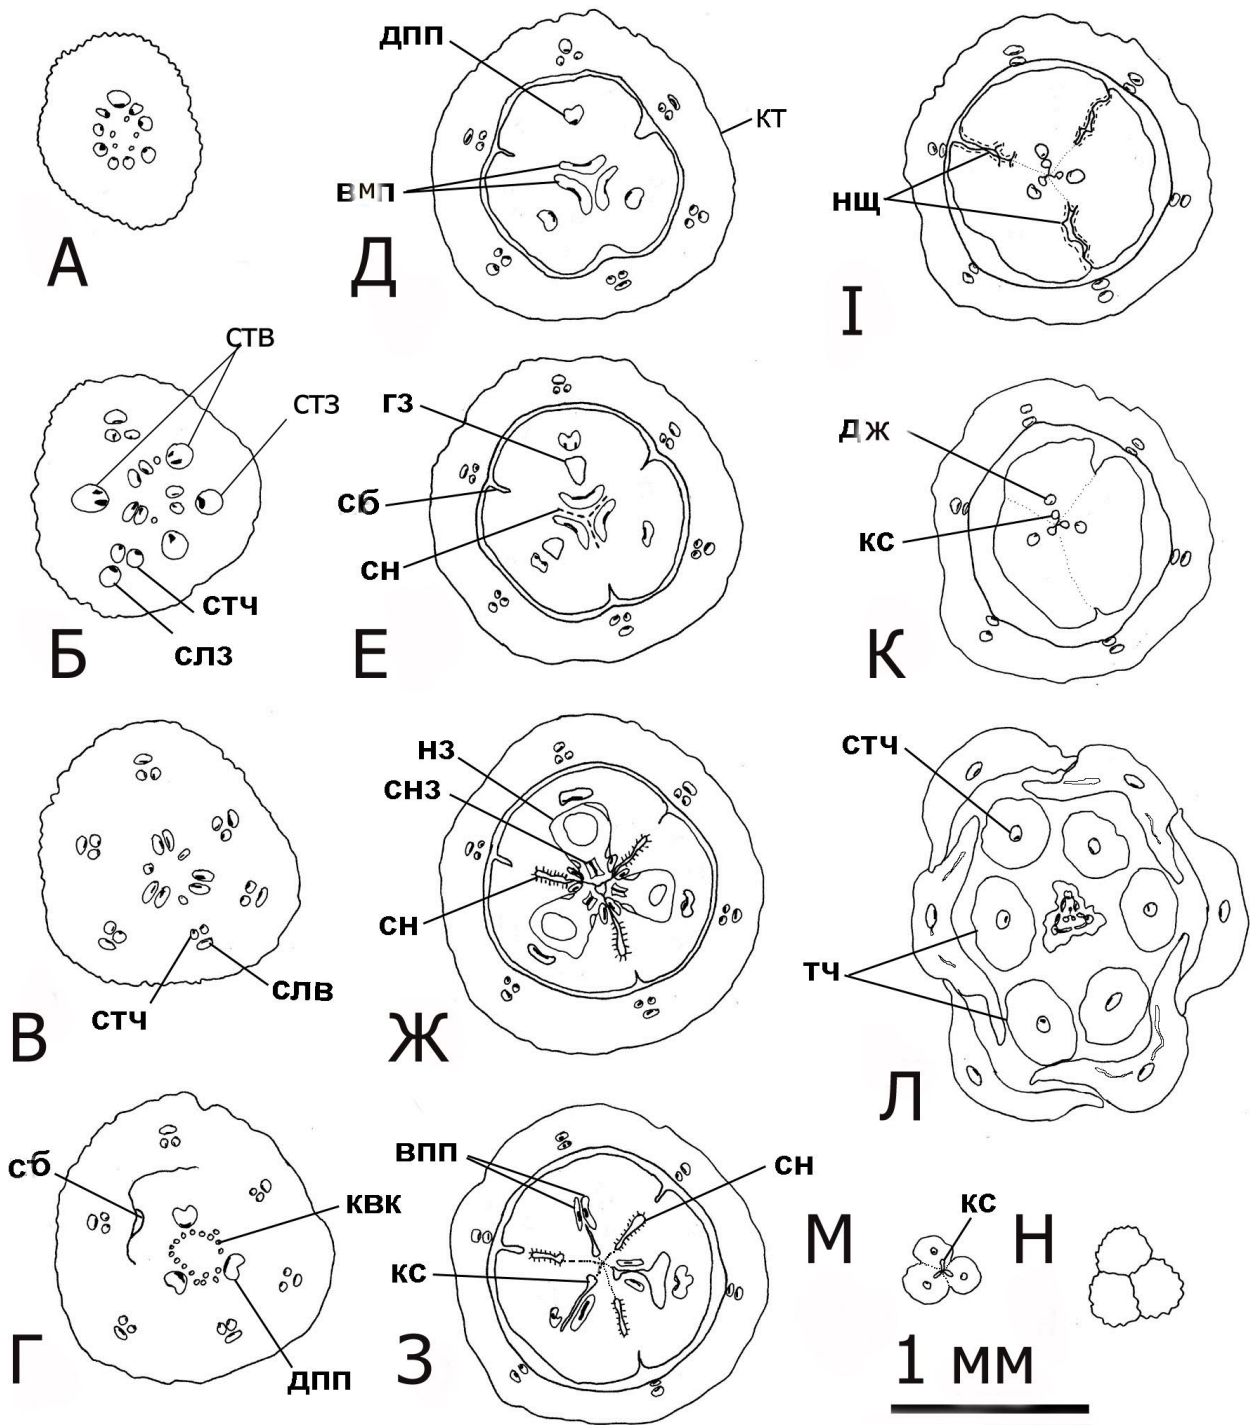 А
Б
СТВ
СТЗ
стч
слз
В
стч
слв
Г
сб
квк
дпп
Д
дпп
кт
вмп
Е
гз
сб
сн
Ж
нз
снз
сн
З
впп
сн
кс
І
нщ
К
дж
кс
Л
стч
тч
М
кс
Н
1 мм